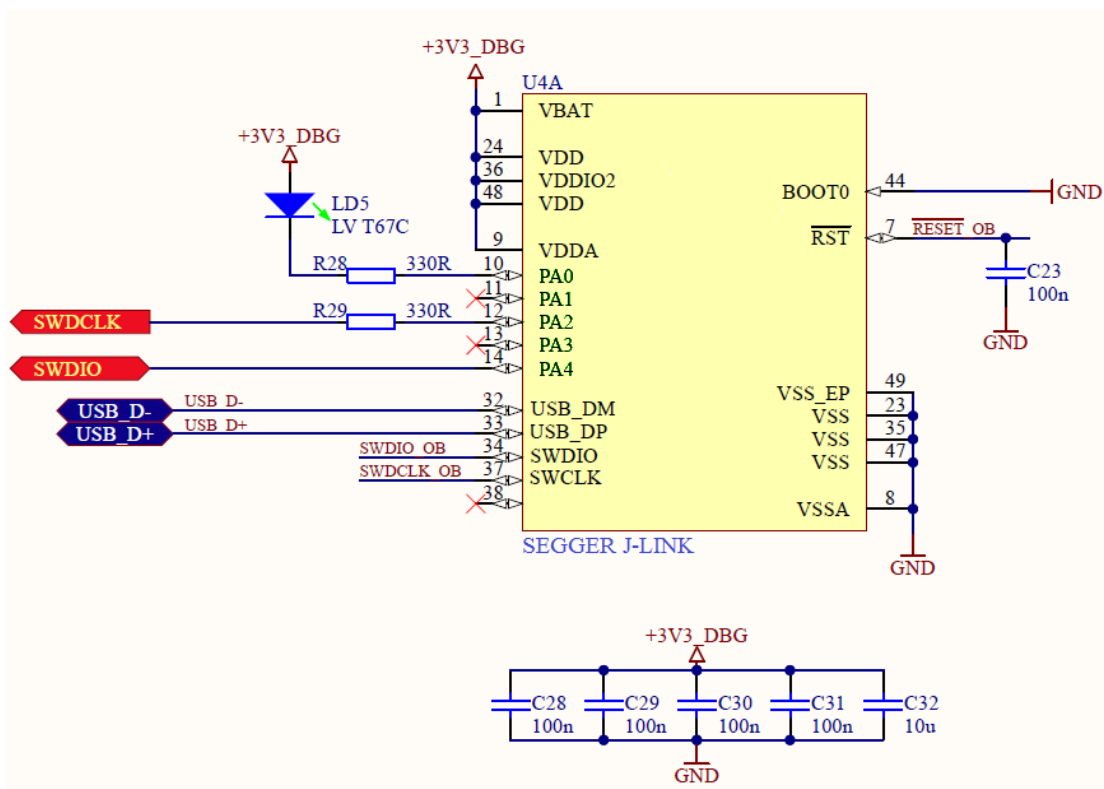 +3V3_DBG
U4A
1 VBAT
24 VDD
36 VDDIO2
48 VDD
9 VDDA
+3V3_DBG
LD5
LV T67C
R28 330R 10 PA0
11 PA1
SWDCLK R29 330R 12 PA2
13 PA3
SWDIO 14 PA4
USB_D- USB_D- 32 USB_DM
USB_D+ USB_D+ 33 USB_DP
SWDIO_OB 34 SWDIO
SWDCLK_OB 37 SWCLK
38
BOOT0 44 GND
RST 7 RESET_OB
C23
100n
GND
VSS_EP 49
VSS 23
VSS 35
VSS 47
VSSA 8
GND
SEGGER J-LINK
+3V3_DBG
C28 C29 C30 C31 C32
100n 100n 100n 100n 10u
GND